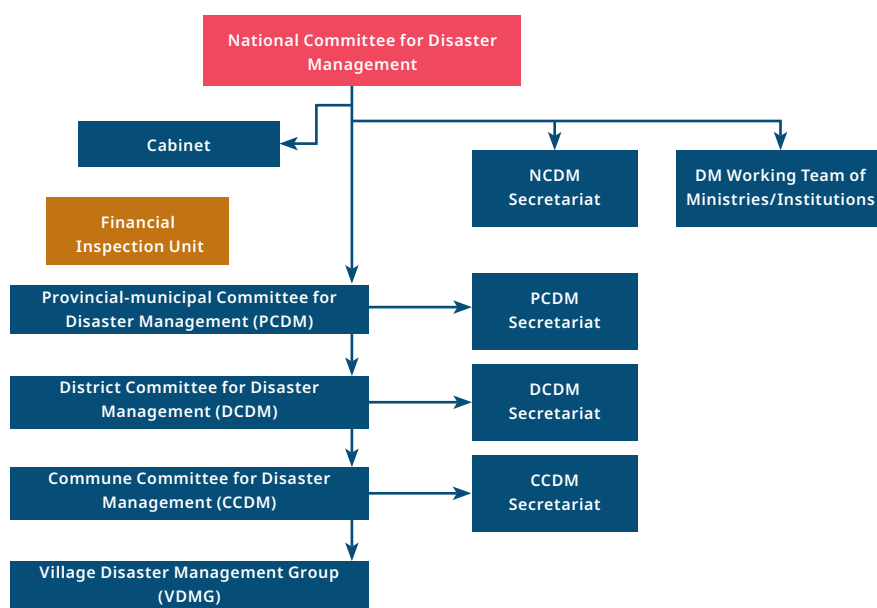 National Committee for Disaster
Management
Cabinet
NCDM
Secretariat
DM Working Team of
Ministries/Institutions
Financial
Inspection Unit
Provincial-municipal Committee for
Disaster Management (PCDM)
PCDM
Secretariat
District Committee for Disaster
Management (DCDM)
DCDM
Secretariat
Commune Committee for Disaster
Management (CCDM)
CCDM
Secretariat
Village Disaster Management Group
(VDMG)